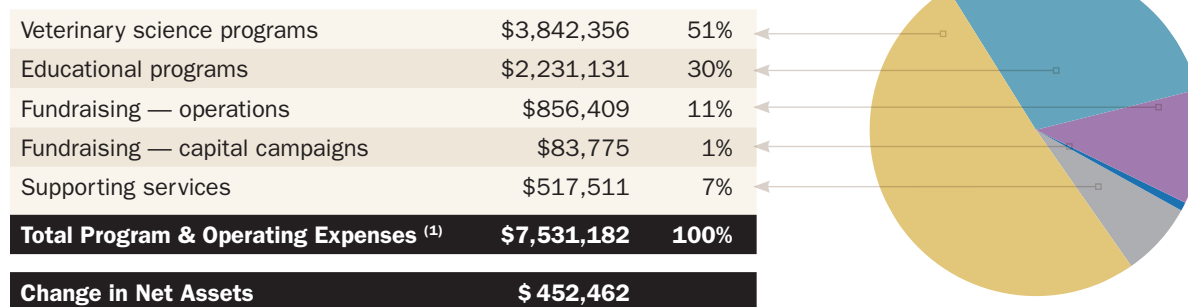 Veterinary science programs $3,842,356 51%
Educational programs $2,231,131 30%
Fundraising — operations $856,409 11%
Fundraising — capital campaigns $83,775 1%
Supporting services $517,511 7%
Total Program & Operating Expenses (1) $7,531,182 100%
Change in Net Assets $ 452,462